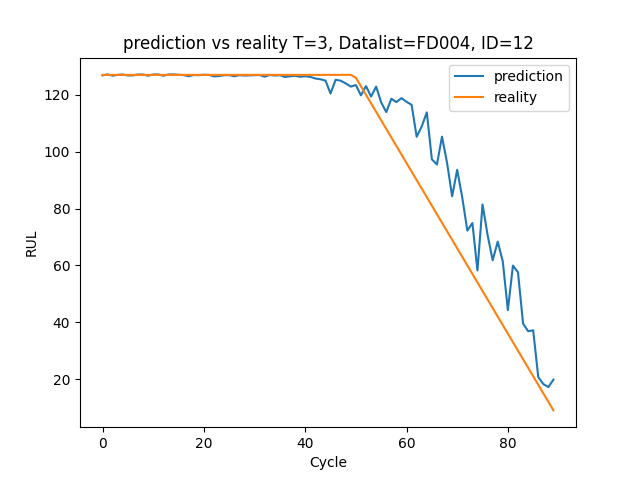 prediction vs reality T=3, Datalist=FD004, ID=12
prediction
reality
120
100
80
60
40
20
RUL
0 20 40 60 80
Cycle